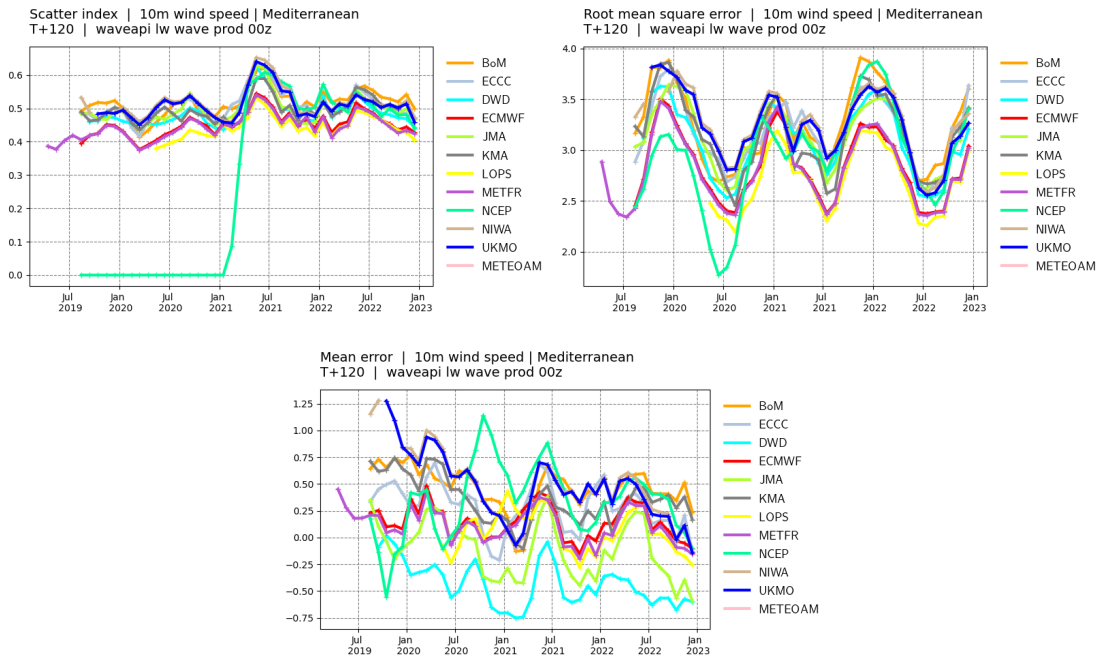 Scatter index | 10m wind speed | Mediterranean
T+120 | waveapi lw wave prod 00z
0.6
0.5
0.4
0.3
0.2
0.1
0.0
Jul 2019
Jan 2020
Jul 2020
Jan 2021
Jul 2021
Jan 2022
Jul 2022
Jan 2023
BoM
ECCC
DWD
ECMWF
JMA
KMA
LOPS
METFR
NCEP
NIWA
UKMO
METEOAM
Root mean square error | 10m wind speed | Mediterranean
T+120 | waveapi lw wave prod 00z
4.0
3.5
3.0
2.5
2.0
Jul 2019
Jan 2020
Jul 2020
Jan 2021
Jul 2021
Jan 2022
Jul 2022
Jan 2023
BoM
ECCC
DWD
ECMWF
JMA
KMA
LOPS
METFR
NCEP
NIWA
UKMO
METEOAM
Mean error | 10m wind speed | Mediterranean
T+120 | waveapi lw wave prod 00z
1.25
1.00
0.75
0.50
0.25
0.00
−0.25
−0.50
−0.75
Jul 2019
Jan 2020
Jul 2020
Jan 2021
Jul 2021
Jan 2022
Jul 2022
Jan 2023
BoM
ECCC
DWD
ECMWF
JMA
KMA
LOPS
METFR
NCEP
NIWA
UKMO
METEOAM